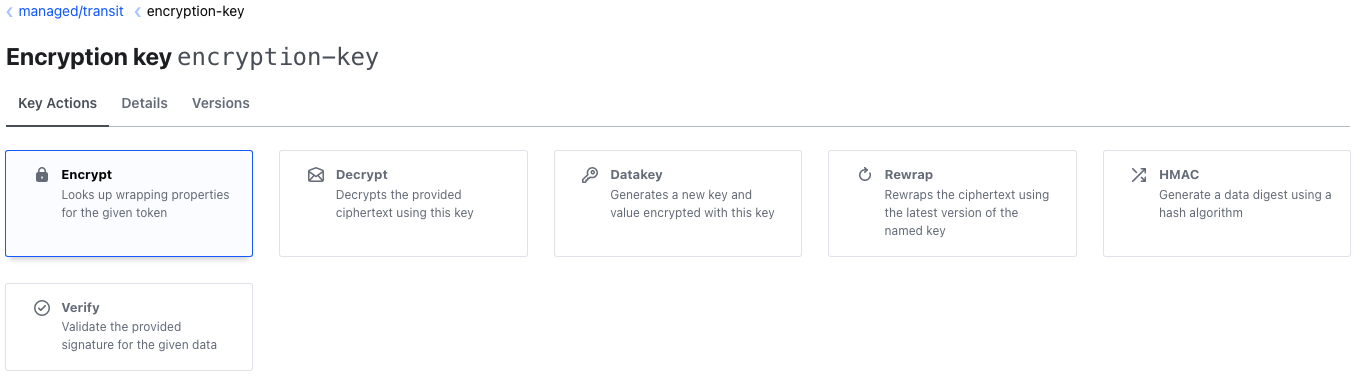 managed/transit encryption-key
Encryption key encryption-key
Key Actions Details Versions
Encrypt
Looks up wrapping properties
for the given token
Decrypt
Decrypts the provided
ciphertext using this key
Datakey
Generates a new key and
value encrypted with this key
Rewrap
Rewraps the ciphertext using
the latest version of the
named key
HMAC
Generate a data digest using a
hash algorithm
Verify
Validate the provided
signature for the given data